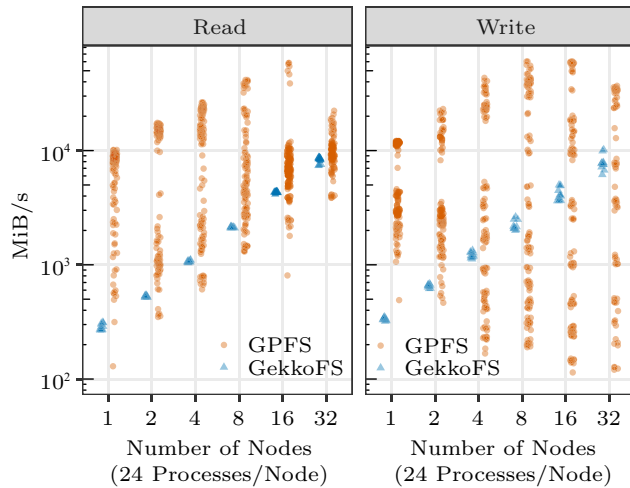 Read Write
MiB/s
10^4
10^3
10^2
GPFS
GekkoFS
GPFS
GekkoFS
1 2 4 8 16 32
1 2 4 8 16 32
Number of Nodes
(24 Processes/Node)
Number of Nodes
(24 Processes/Node)